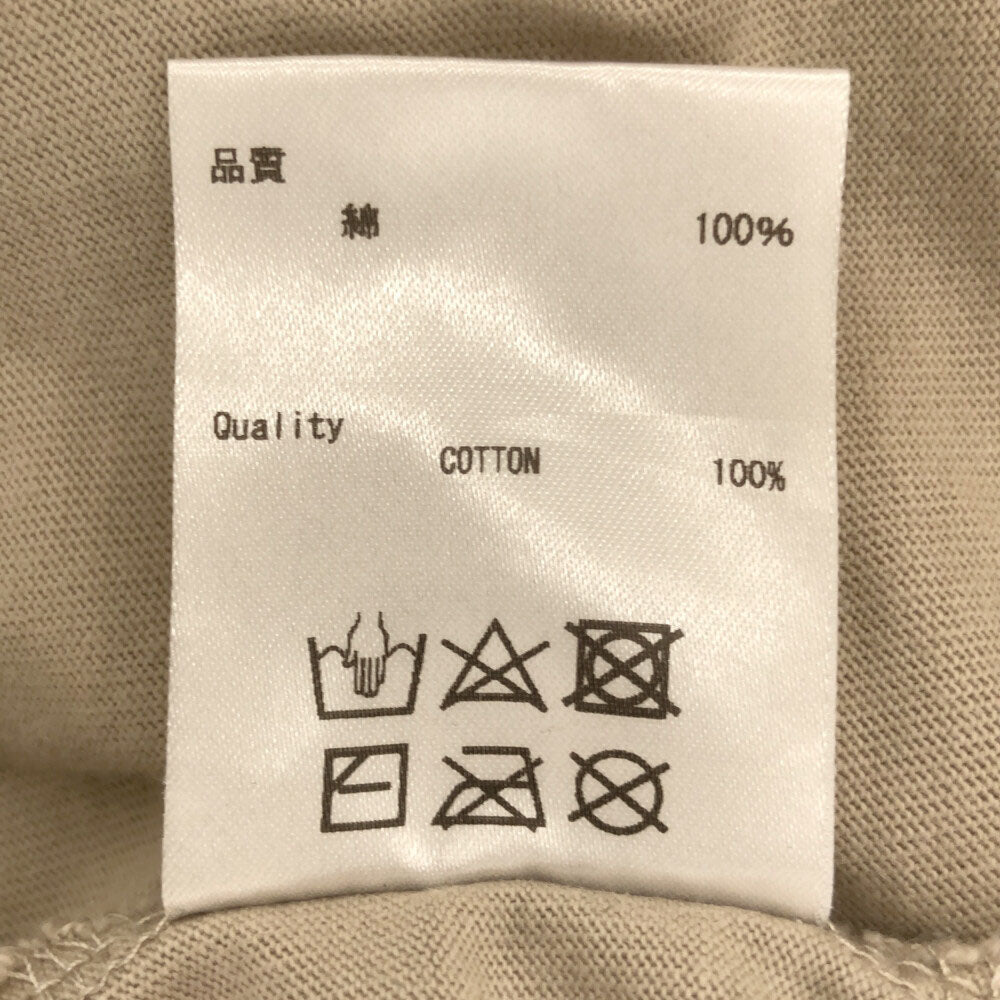 品質
綿 100%
Quality
COTTON 100%